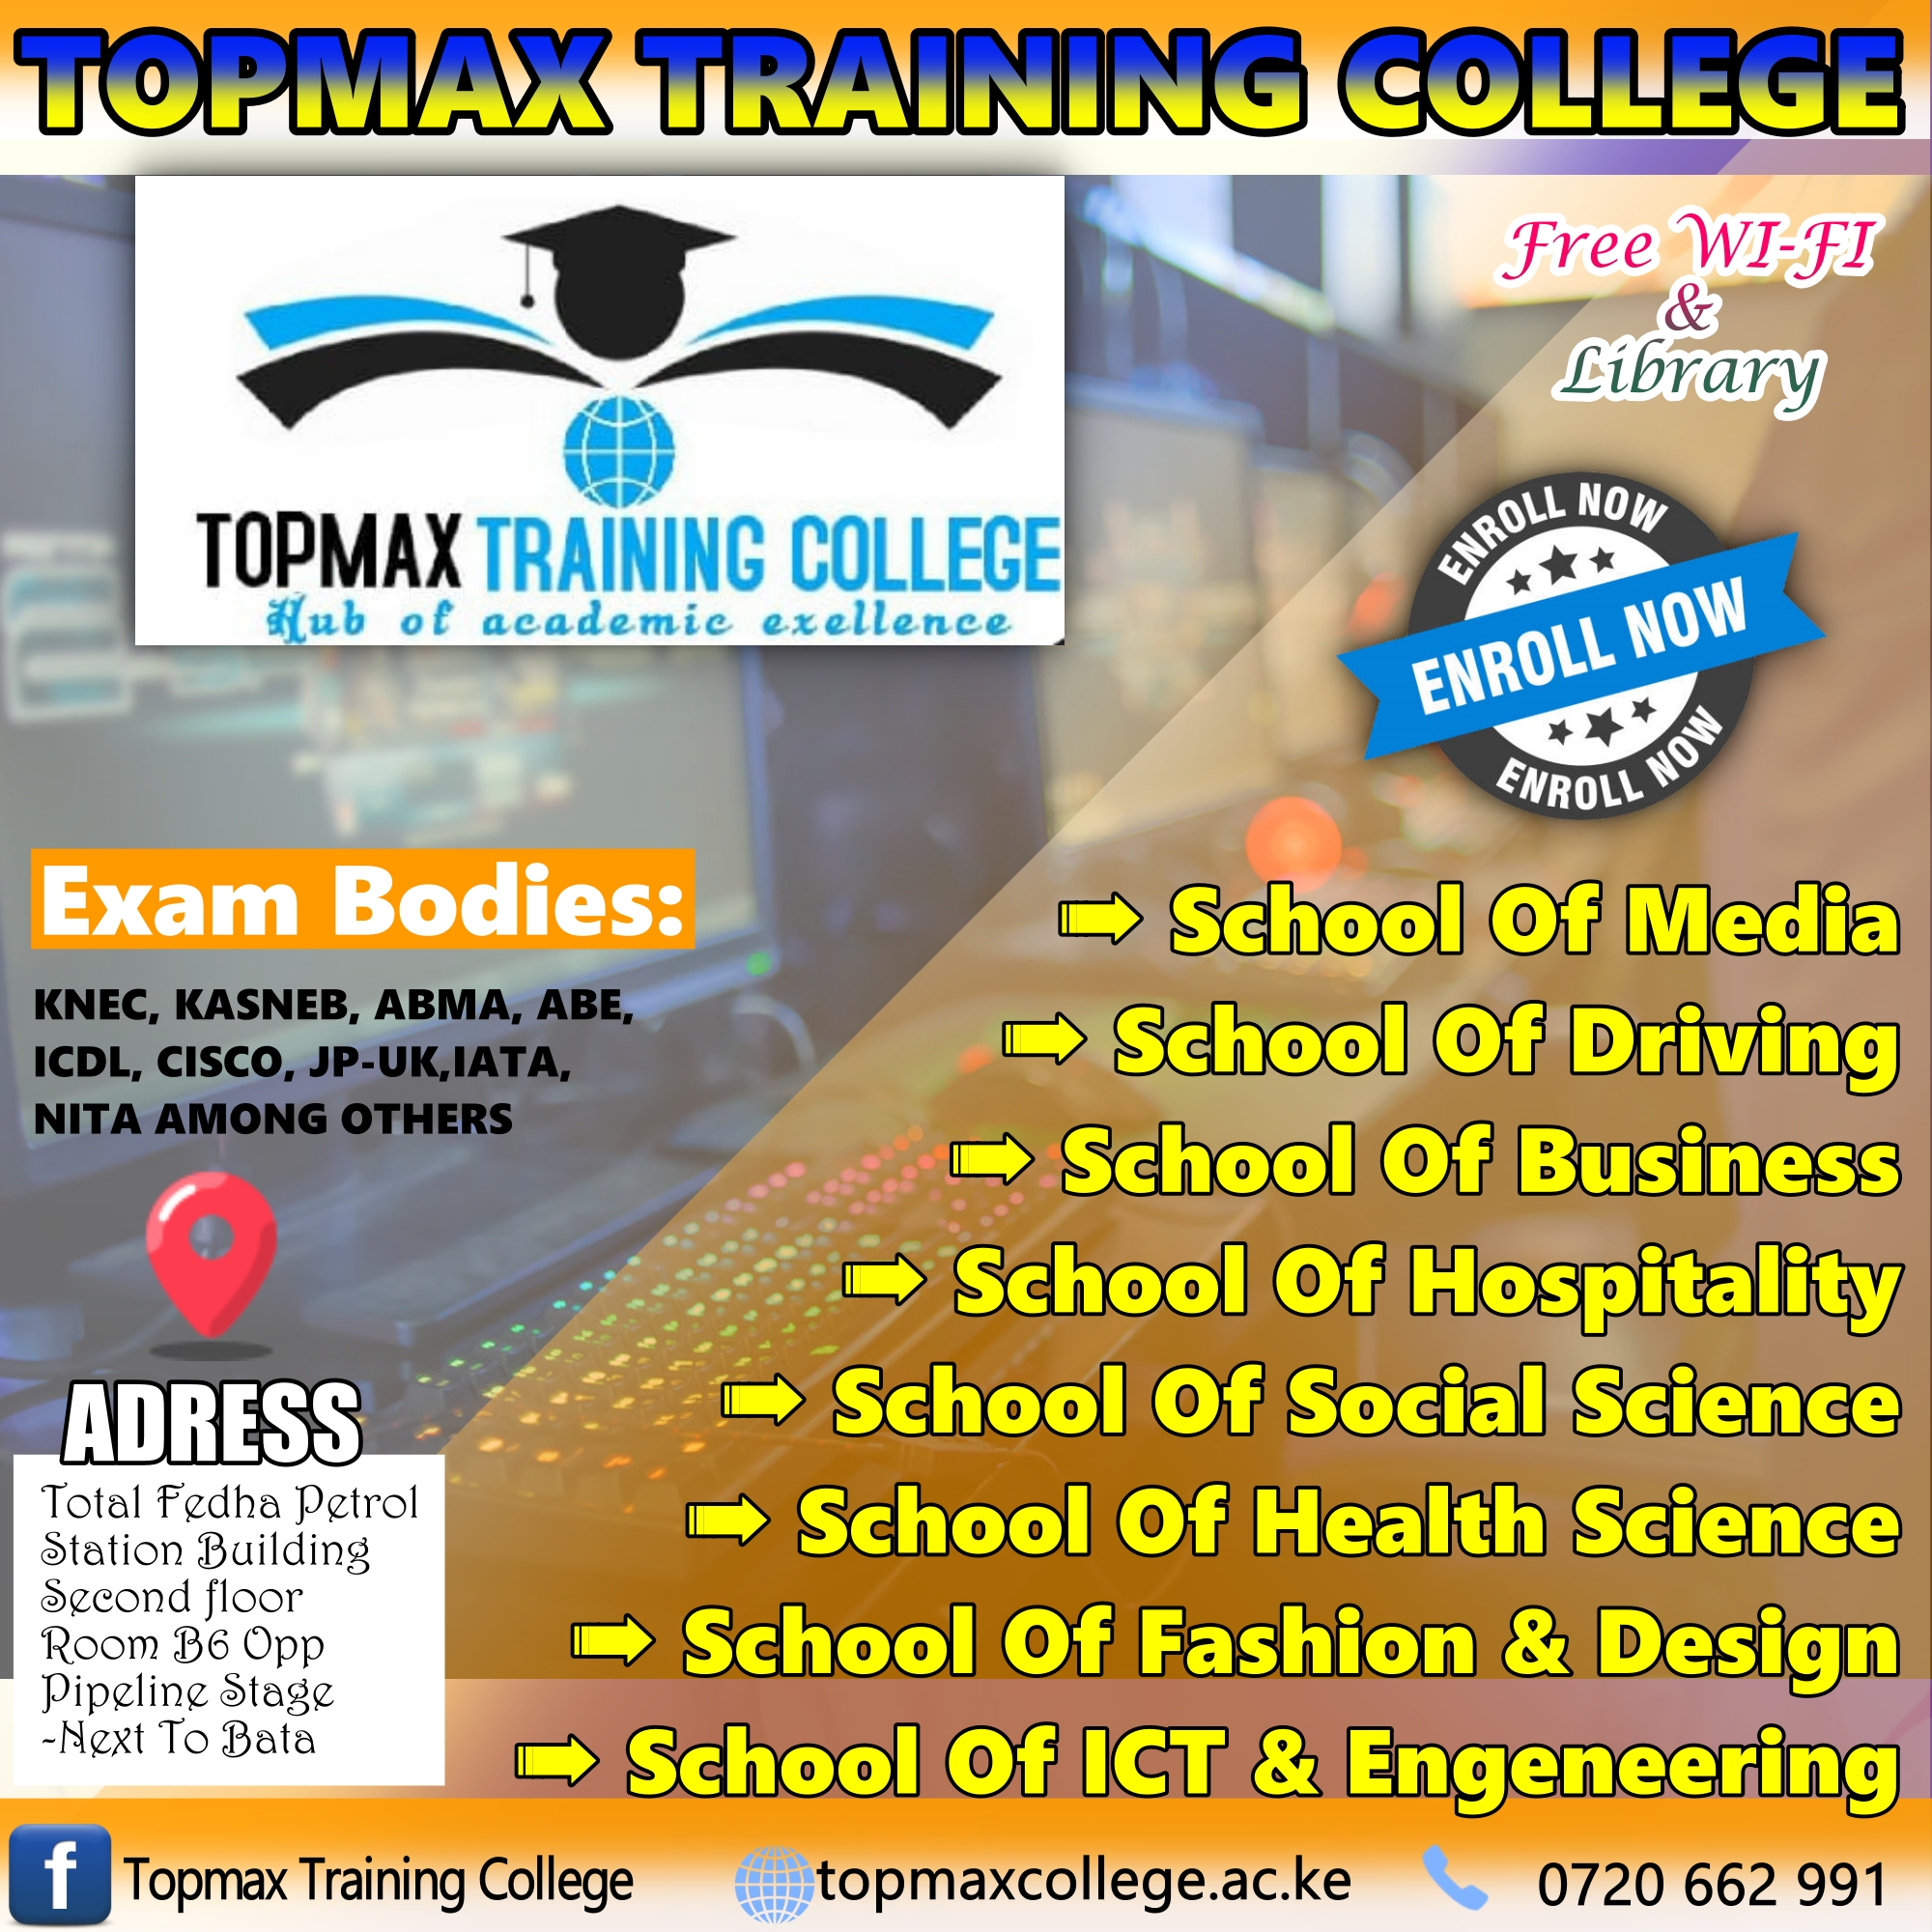 TOPMAX TRAINING COLLEGE
TOPMAX TRAINING COLLEGE
Hub of academic exellence
Free WI-FI
&
Library
ENROLL NOW
ENROLL NOW
ENROLL NOW
Exam Bodies:
KNEC, KASNEB, ABMA, ABE,
ICDL, CISCO, JP-UK,IATA,
NITA AMONG OTHERS
School Of Media
School Of Driving
School Of Business
School Of Hospitality
School Of Social Science
School Of Health Science
School Of Fashion & Design
School Of ICT & Engeneering
ADRESS
Total Fedha Petrol
Station Building
Second floor
Room B6 Opp
Pipeline Stage
-Next To Bata
f Topmax Training College
topmaxcollege.ac.ke
0720 662 991